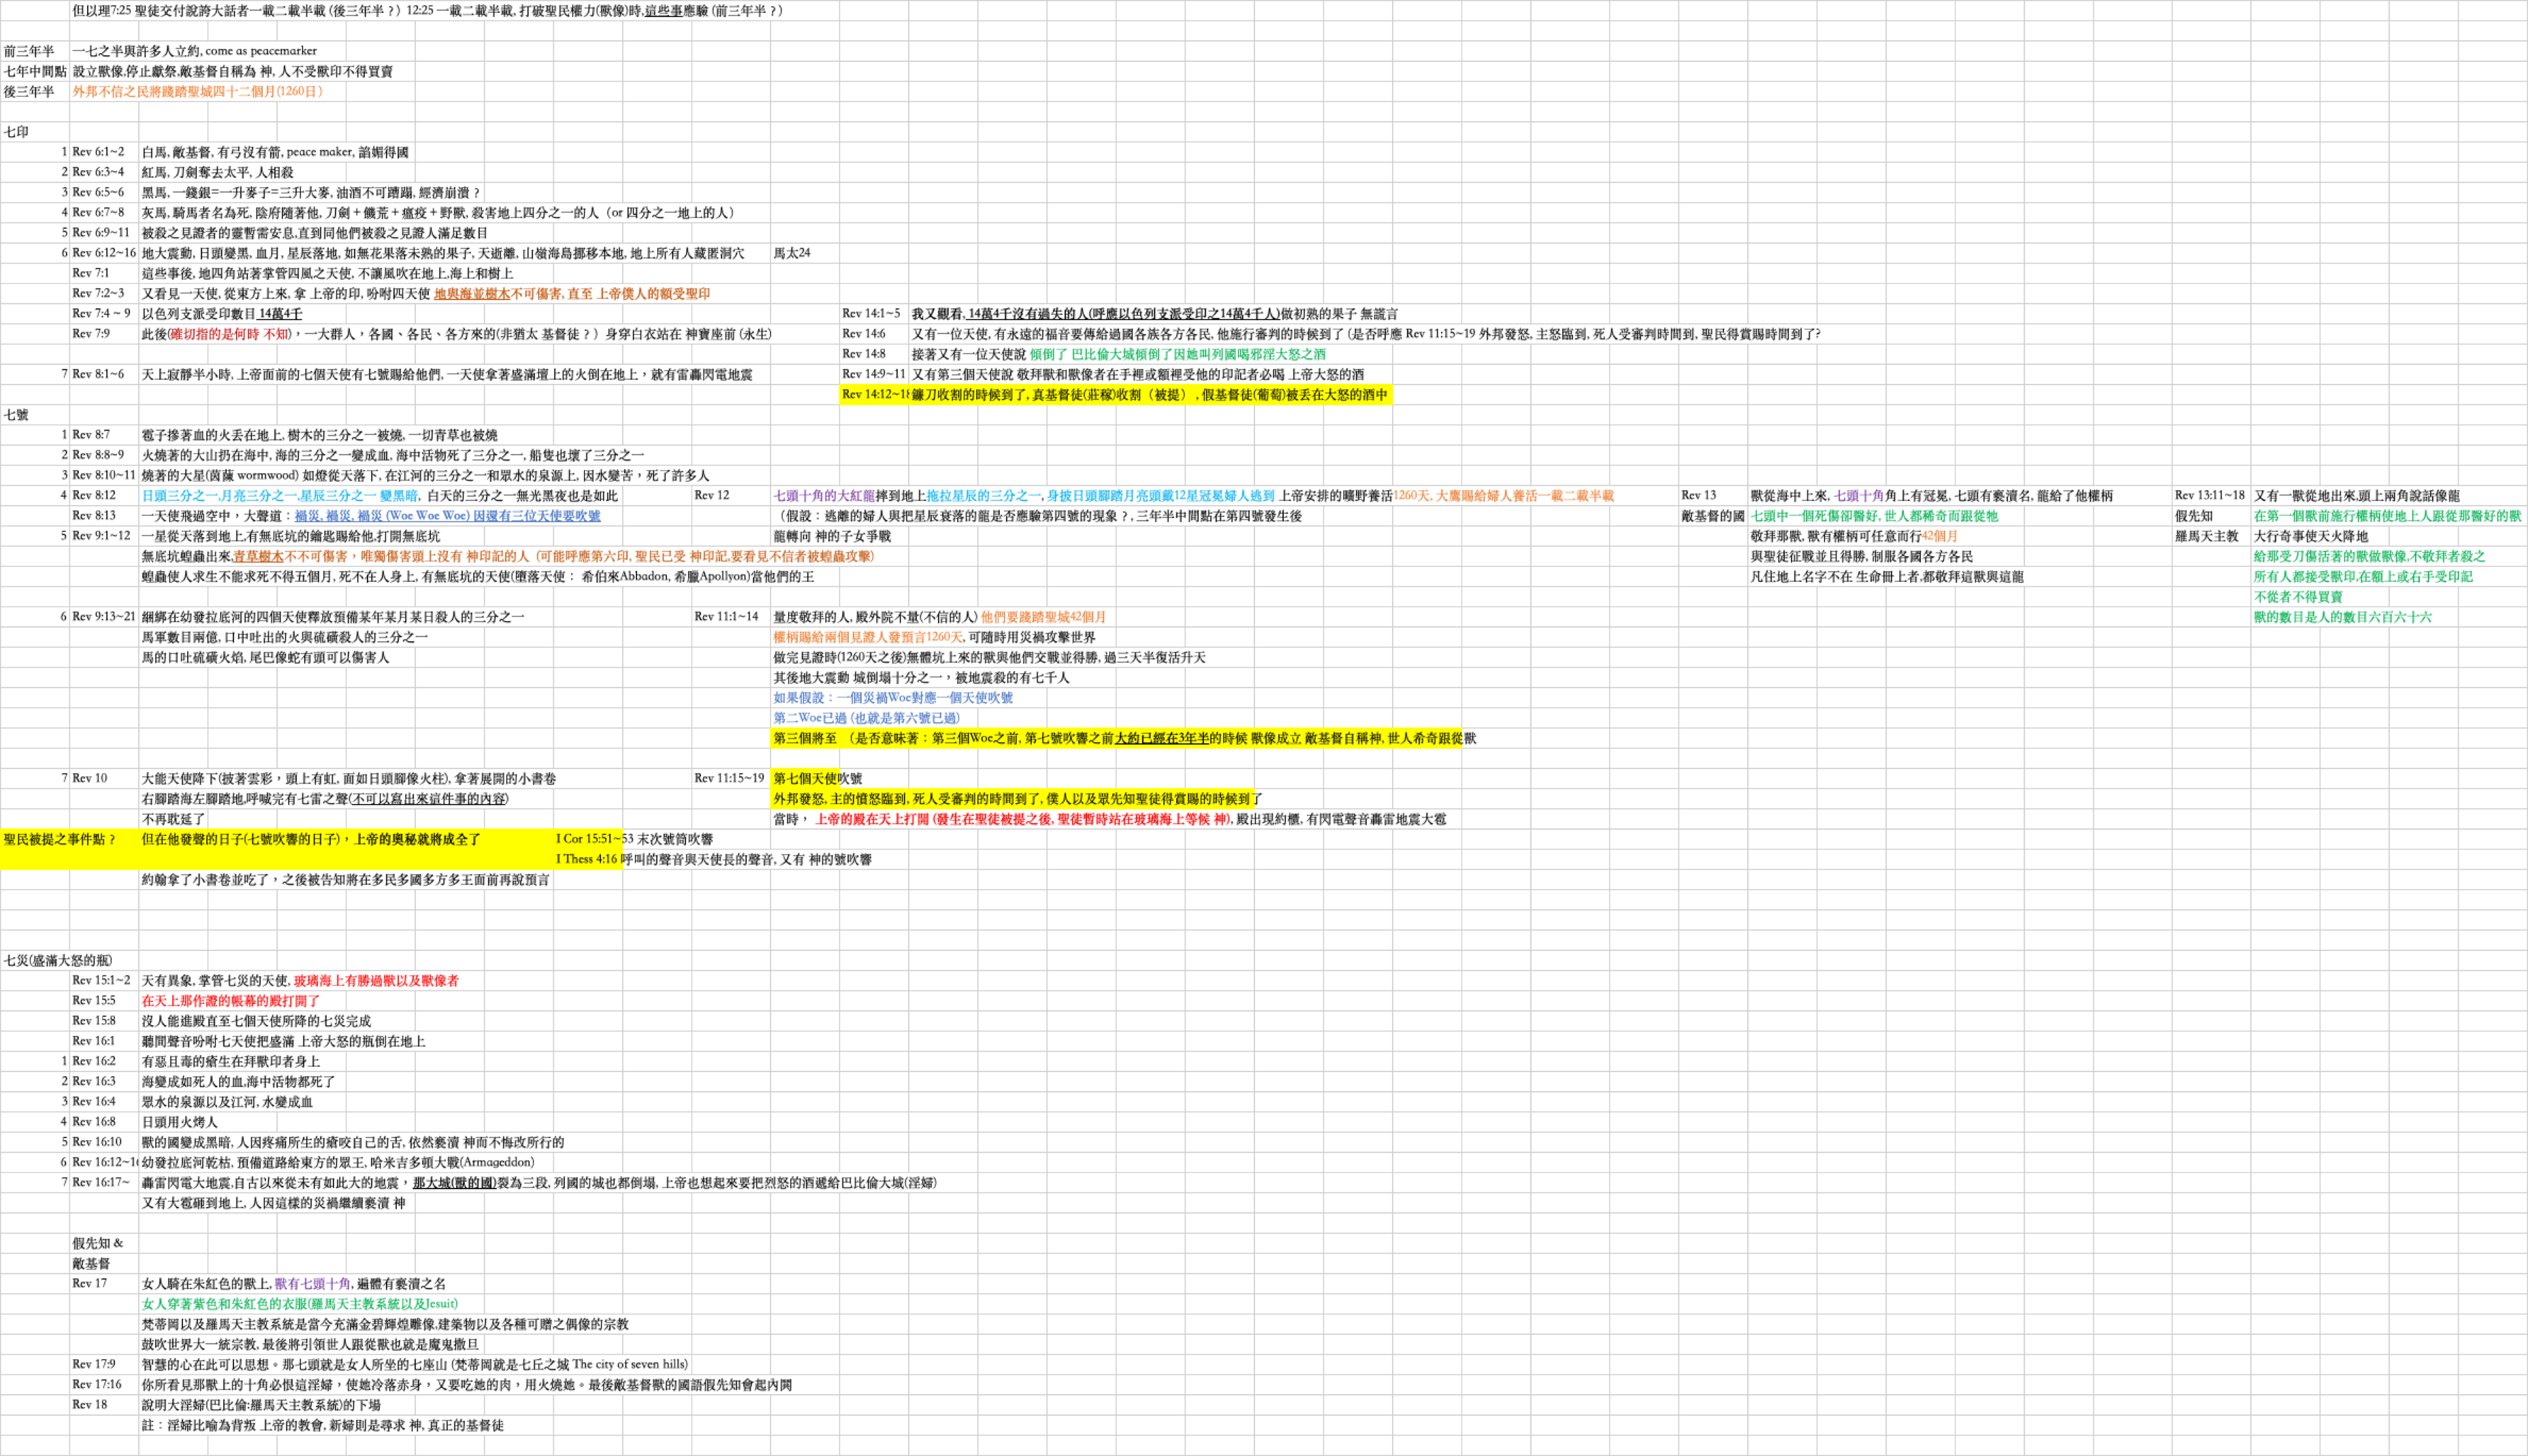 但以理7:25 聖徒交付說誇大話者一載二載半載 (後三年半？) 12:25 一載二載半載, 打破聖民權力(獸像)時,這些事應驗 (前三年半？)
前三年半 一七之半與許多人立約, come as peacemarker
七年中間點 設立獸像,停止獻祭,敵基督自稱為 神, 人不受獸印不得買賣
後三年半 外邦不信之民將踐踏聖城四十二個月(1260日)
七印
1 Rev 6:1~2 白馬, 敵基督, 有弓沒有箭, peace maker, 諂媚得國
2 Rev 6:3~4 紅馬, 刀劍奪去太平, 人相殺
3 Rev 6:5~6 黑馬, 一錢銀=一升麥子=三升大麥, 油酒不可蹧蹋, 經濟崩潰？
4 Rev 6:7~8 灰馬, 騎馬者名為死, 陰府隨著他, 刀劍＋饑荒＋瘟疫＋野獸, 殺害地上四分之一的人（or 四分之一地上的人）
5 Rev 6:9~11 被殺之見證者的靈暫需安息,直到同他們被殺之見證人滿足數目
6 Rev 6:12~16 地大震動, 日頭變黑, 血月, 星辰落地, 如無花果落未熟的果子, 天逝離, 山嶺海島挪移本地, 地上所有人藏匿洞穴 馬太24
Rev 7:1 這些事後, 地四角站著掌管四風之天使, 不讓風吹在地上,海上和樹上
Rev 7:2~3 又看見一天使, 從東方上來, 拿 上帝的印, 吩咐四天使 地與海並樹木不可傷害, 直至 上帝僕人的額受聖印
Rev 7:4 ~ 9 以色列支派受印數目 14萬4千 Rev 14:1~5 我又觀看, 14萬4千沒有過失的人(呼應以色列支派受印之14萬4千人)做初熟的果子 無謊言
Rev 7:9 此後(確切指的是何時 不知)，一大群人，各國、各民、各方來的(非猶太 基督徒？) 身穿白衣站在 神寶座前 (永生) Rev 14:6 又有一位天使, 有永遠的福音要傳給過國各族各方各民, 他施行審判的時候到了 (是否呼應 Rev 11:15~19 外邦發怒, 主怒臨到, 死人受審判時間到, 聖民得賞賜時間到了?
Rev 14:8 接著又有一位天使說 傾倒了 巴比倫大城傾倒了因她叫列國喝邪淫大怒之酒
7 Rev 8:1~6 天上寂靜半小時, 上帝面前的七個天使有七號賜給他們, 一天使拿著盛滿壇上的火倒在地上，就有雷轟閃電地震 Rev 14:9~11 又有第三個天使說 敬拜獸和獸像者在手裡或額裡受他的印記者必喝 上帝大怒的酒
Rev 14:12~18 鐮刀收割的時候到了, 真基督徒(莊稼)收割（被提）, 假基督徒(葡萄)被丟在大怒的酒中
七號
1 Rev 8:7 雹子摻著血的火丟在地上, 樹木的三分之一被燒, 一切青草也被燒
2 Rev 8:8~9 火燒著的大山扔在海中, 海的三分之一變成血, 海中活物死了三分之一, 船隻也壞了三分之一
3 Rev 8:10~11 燒著的大星(茵蔯 wormwood) 如燈從天落下, 在江河的三分之一和眾水的泉源上, 因水變苦，死了許多人
4 Rev 8:12 日頭三分之一,月亮三分之一,星辰三分之一 變黑暗, 白天的三分之一無光黑夜也是如此 Rev 12 七頭十角的大紅龍摔到地上拖拉星辰的三分之一, 身披日頭腳踏月亮頭戴12星冠冕婦人逃到 上帝安排的曠野養活1260天, 大鷹賜給婦人養活一載二載半載 Rev 13 獸從海中上來, 七頭十角角上有冠冕, 七頭有褻瀆名, 龍給了他權柄 Rev 13:11~18 又有一獸從地出來,頭上兩角說話像龍
Rev 8:13 一天使飛過空中，大聲道：禍災, 禍災, 禍災 (Woe Woe Woe) 因還有三位天使要吹號 （假設：逃離的婦人與把星辰衰落的龍是否應驗第四號的現象？, 三年半中間點在第四號發生後 敵基督的國 七頭中一個死傷卻醫好, 世人都稀奇而跟從牠 假先知 在第一個獸前施行權柄使地上人跟從那醫好的獸
5 Rev 9:1~12 一星從天落到地上,有無底坑的鑰匙賜給他,打開無底坑 龍轉向 神的子女爭戰 敬拜那獸, 獸有權柄可任意而行42個月 羅馬天主教 大行奇事使天火降地
無底坑蝗蟲出來,青草樹木不不可傷害，唯獨傷害頭上沒有 神印記的人 (可能呼應第六印, 聖民已受 神印記,要看見不信者被蝗蟲攻擊) 與聖徒征戰並且得勝, 制服各國各方各民 給那受刀傷活著的獸做獸像,不敬拜者殺之
蝗蟲使人求生不能求死不得五個月, 死不在人身上, 有無底坑的天使(墮落天使： 希伯來Abbadon, 希臘Apollyon)當他們的王 凡住地上名字不在 生命冊上者,都敬拜這獸與這龍 所有人都接受獸印,在額上或右手受印記
不從者不得買賣
6 Rev 9:13~21 綑綁在幼發拉底河的四個天使釋放預備某年某月某日殺人的三分之一 Rev 11:1~14 量度敬拜的人, 殿外院不量(不信的人) 他們要踐踏聖城42個月 獸的數目是人的數目六百六十六
馬軍數目兩億, 口中吐出的火與硫磺殺人的三分之一 權柄賜給兩個見證人發預言1260天, 可隨時用災禍攻擊世界
馬的口吐硫磺火焰, 尾巴像蛇有頭可以傷害人 做完見證時(1260天之後)無體坑上來的獸與他們交戰並得勝, 過三天半復活升天
其後地大震動 城倒塌十分之一，被地震殺的有七千人
如果假設：一個災禍Woe對應一個天使吹號
第二Woe已過 (也就是第六號已過)
第三個將至 （是否意味著：第三個Woe之前, 第七號吹響之前大約已經在3年半的時候 獸像成立 敵基督自稱神, 世人希奇跟從獸
7 Rev 10 大能天使降下(披著雲彩，頭上有虹, 面如日頭腳像火柱), 拿著展開的小書卷 Rev 11:15~19 第七個天使吹號
右腳踏海左腳踏地,呼喊完有七雷之聲(不可以寫出來這件事的內容) 外邦發怒, 主的憤怒臨到, 死人受審判的時間到了, 僕人以及眾先知聖徒得賞賜的時候到了
不再耽延了 當時， 上帝的殿在天上打開 (發生在聖徒被提之後, 聖徒暫時站在玻璃海上等候 神), 殿出現約櫃, 有閃電聲音轟雷地震大雹
聖民被提之事件點？ 但在他發聲的日子(七號吹響的日子)，上帝的奧秘就將成全了 I Cor 15:51~53 末次號筒吹響
I Thess 4:16 呼叫的聲音與天使長的聲音, 又有 神的號吹響
約翰拿了小書卷並吃了，之後被告知將在多民多國多方多王面前再說預言
七災(盛滿大怒的瓶)
Rev 15:1~2 天有異象, 掌管七災的天使, 玻璃海上有勝過獸以及獸像者
Rev 15:5 在天上那作證的帳幕的殿打開了
Rev 15:8 沒人能進殿直至七個天使所降的七災完成
Rev 16:1 聽聞聲音吩咐七天使把盛滿 上帝大怒的瓶倒在地上
1 Rev 16:2 有惡且毒的瘡生在拜獸印者身上
2 Rev 16:3 海變成如死人的血,海中活物都死了
3 Rev 16:4 眾水的泉源以及江河, 水變成血
4 Rev 16:8 日頭用火烤人
5 Rev 16:10 獸的國變成黑暗, 人因疼痛所生的瘡咬自己的舌, 依然褻瀆 神而不悔改所行的
6 Rev 16:12~16 幼發拉底河乾枯, 預備道路給東方的眾王, 哈米吉多頓大戰(Armageddon)
7 Rev 16:17~ 轟雷閃電大地震,自古以來從未有如此大的地震，那大城(獸的國)裂為三段, 列國的城也都倒塌, 上帝也想起來要把烈怒的酒遞給巴比倫大城(淫婦)
又有大雹砸到地上, 人因這樣的災禍繼續褻瀆 神
假先知 &
敵基督
Rev 17 女人騎在朱紅色的獸上, 獸有七頭十角, 遍體有褻瀆之名
女人穿著紫色和朱紅色的衣服(羅馬天主教系統以及Jesuit)
梵蒂岡以及羅馬天主教系統是當今充滿金碧輝煌雕像,建築物以及各種可贈之偶像的宗教
鼓吹世界大一統宗教, 最後將引領世人跟從獸也就是魔鬼撒旦
Rev 17:9 智慧的心在此可以思想。那七頭就是女人所坐的七座山 (梵蒂岡就是七丘之城 The city of seven hills)
Rev 17:16 你所看見那獸上的十角必恨這淫婦，使她冷落赤身，又要吃她的肉，用火燒她。最後敵基督獸的國語假先知會起內鬨
Rev 18 說明大淫婦(巴比倫:羅馬天主教系統)的下場
註：淫婦比喻為背叛 上帝的教會, 新婦則是尋求 神, 真正的基督徒